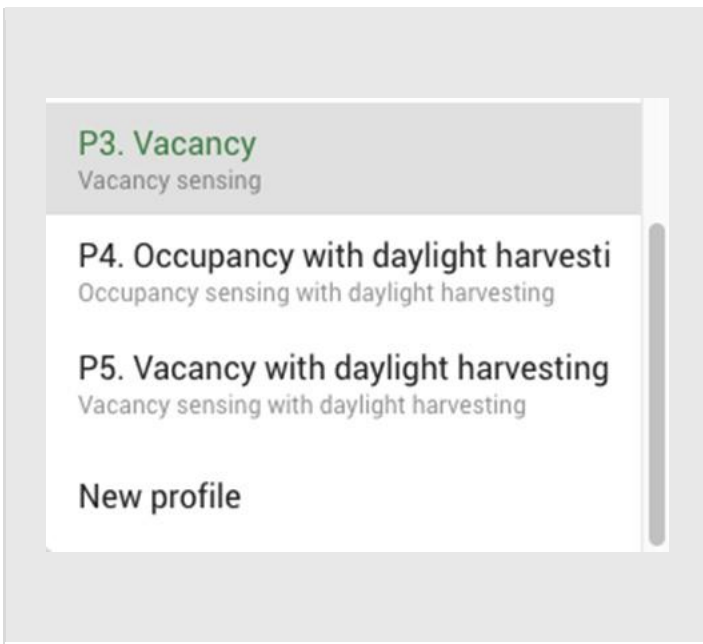 P3. Vacancy
Vacancy sensing
P4. Occupancy with daylight harvesti
Occupancy sensing with daylight harvesting
P5. Vacancy with daylight harvesting
Vacancy sensing with daylight harvesting
New profile